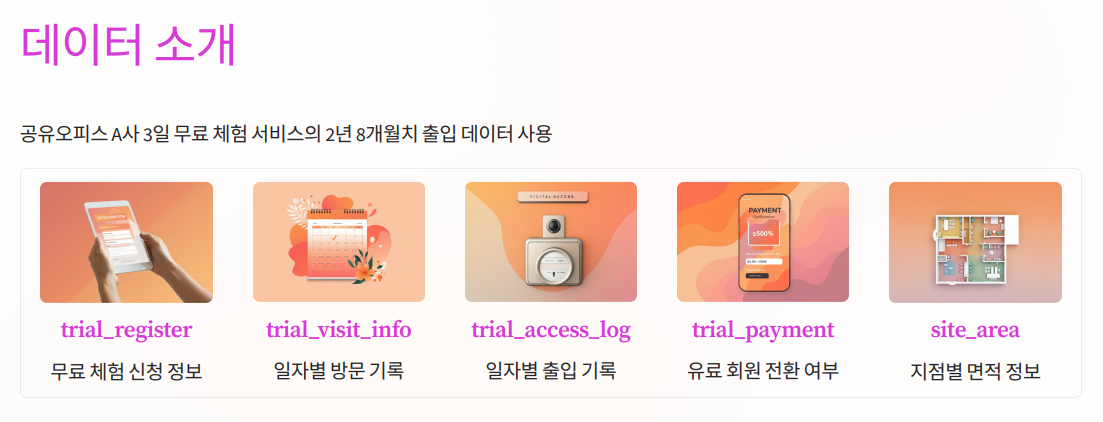 데이터 소개
공유오피스 A사 3일 무료 체험 서비스의 2년 8개월치 출입 데이터 사용
DIGITAL ACCESS
PAYMENT
$500%
trial_register
trial_visit_info
trial_access_log
trial_payment
site_area
무료 체험 신청 정보
일자별 방문 기록
일자별 출입 기록
유료 회원 전환 여부
지점별 면적 정보